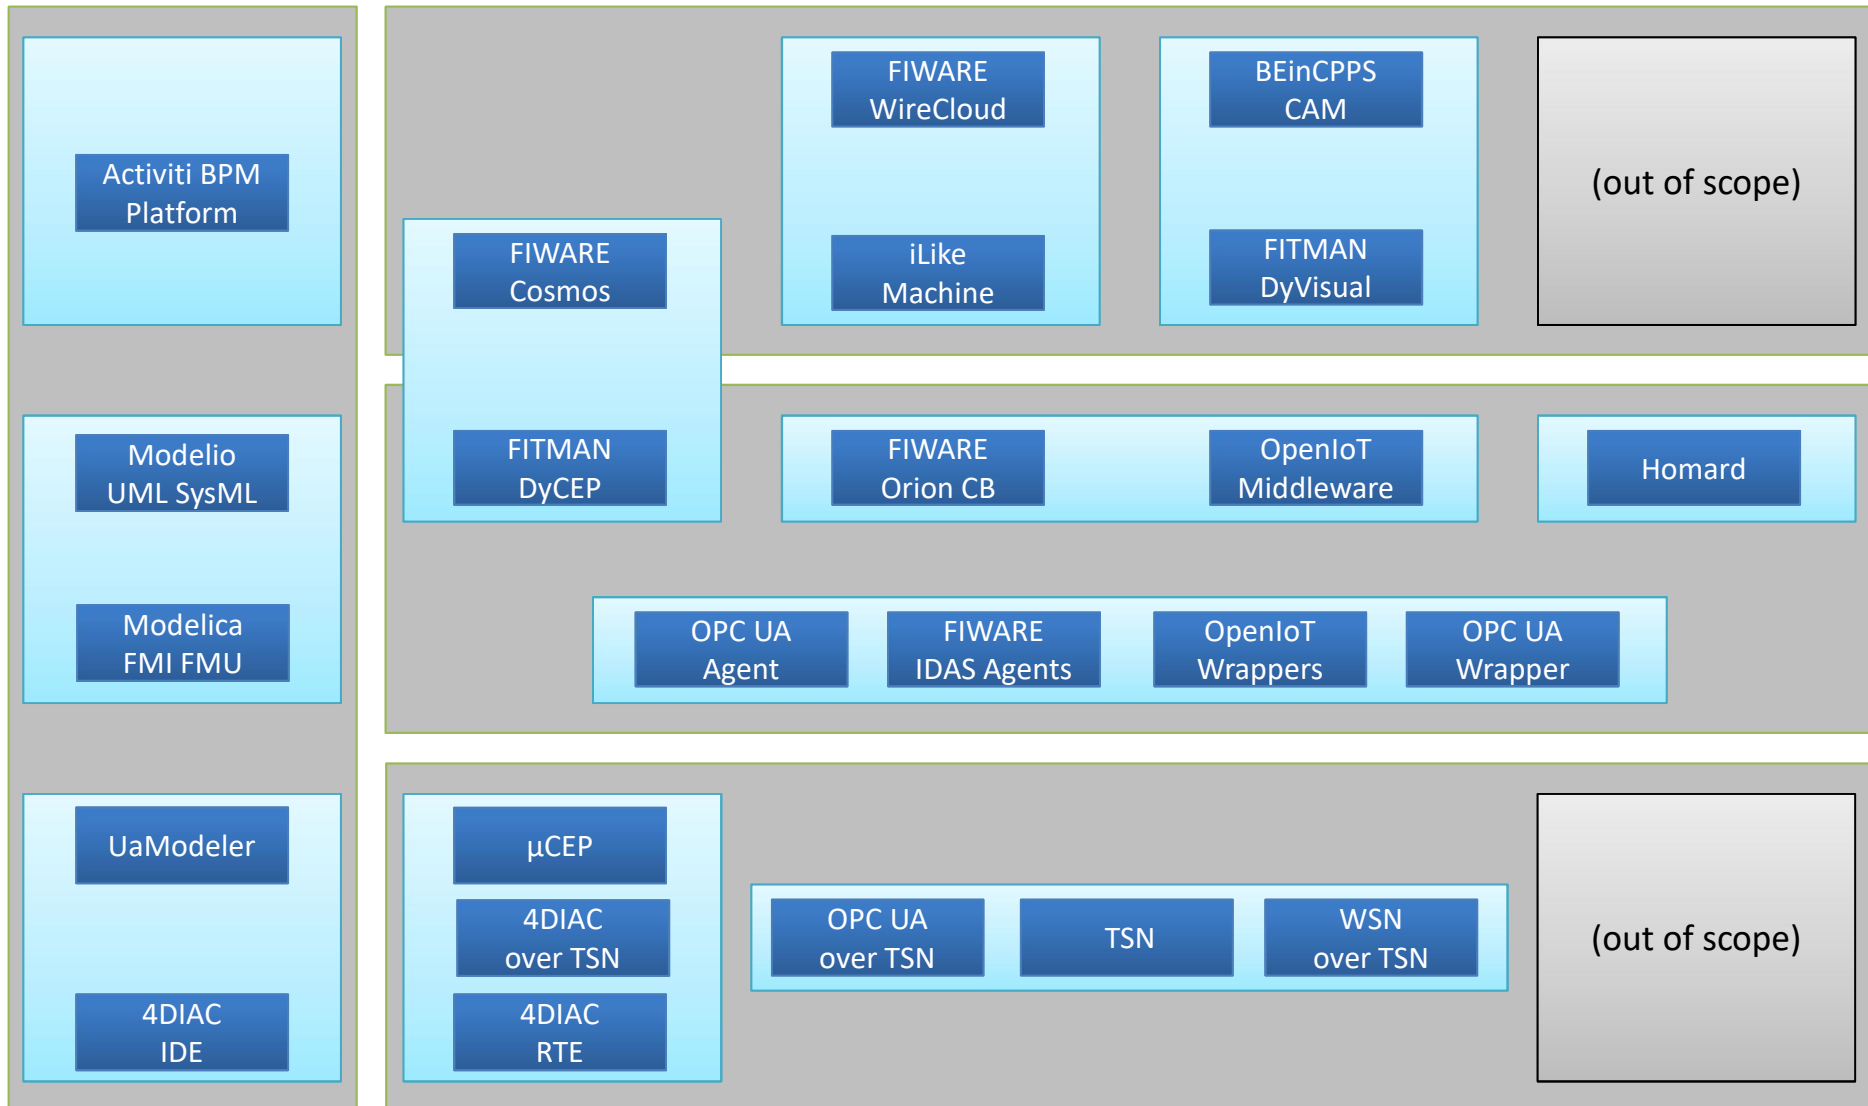 Activiti BPM
Platform
Modelio
UML SysML
Modelica
FMI FMU
UaModeler
4DIAC
IDE
FIWARE
WireCloud
BEinCPPS
CAM
(out of scope)
FIWARE
Cosmos
iLike
Machine
FITMAN
DyVisual
FITMAN
DyCEP
FIWARE
Orion CB
OpenIoT
Middleware
Homard
OPC UA
Agent
FIWARE
IDAS Agents
OpenIoT
Wrappers
OPC UA
Wrapper
µCEP
4DIAC
over TSN
4DIAC
RTE
OPC UA
over TSN
TSN
WSN
over TSN
(out of scope)